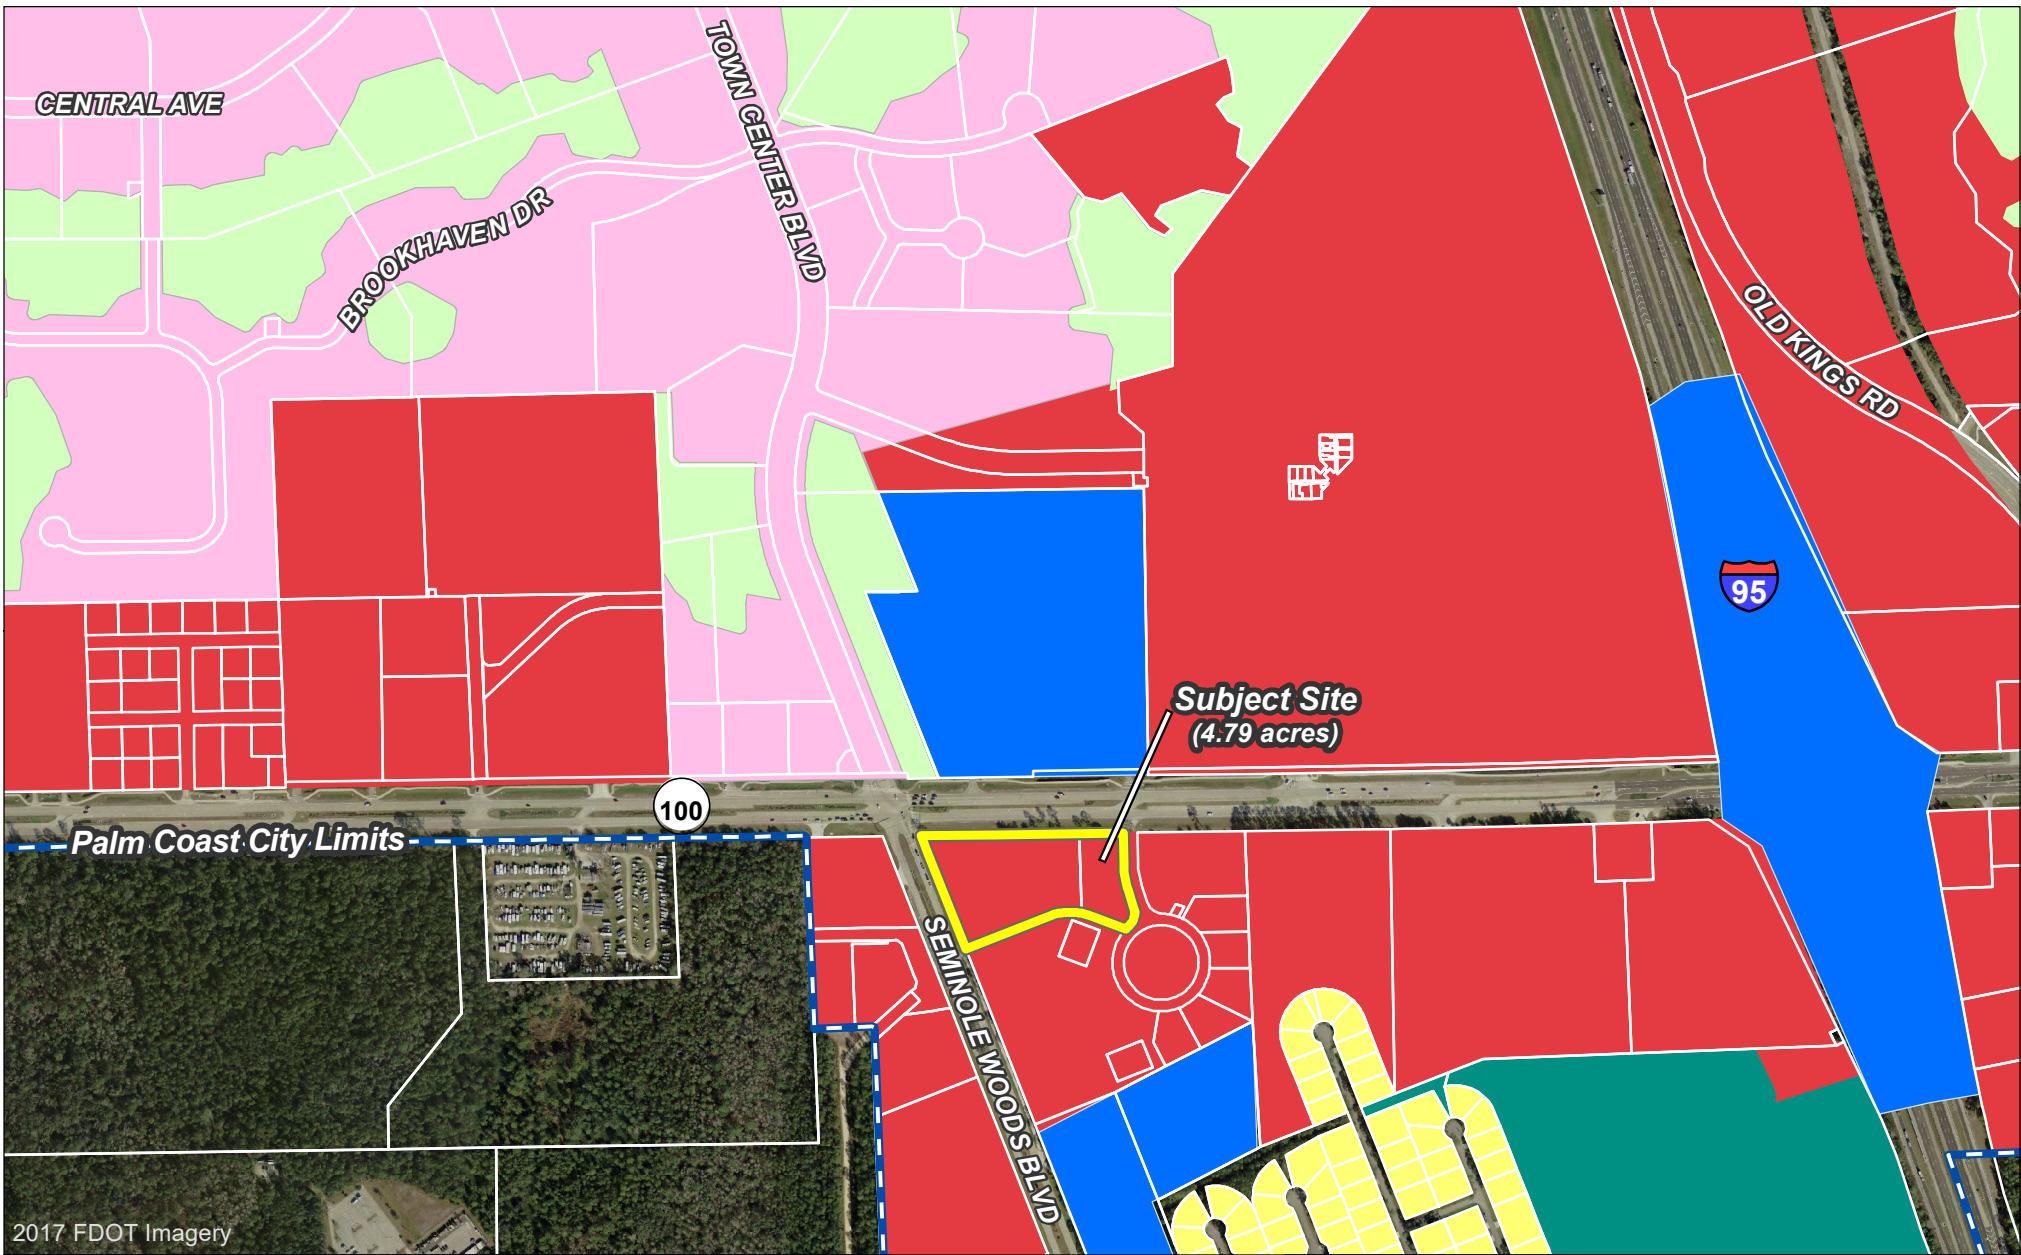 CENTRAL AVE
TOWN CENTER BLVD
BROOKHAVEN DR
OLD KINGS RD
95
Subject Site
(4.79 acres)
100
Palm Coast City Limits
SEMINOLE WOODS BLVD
2017 FDOT Imagery